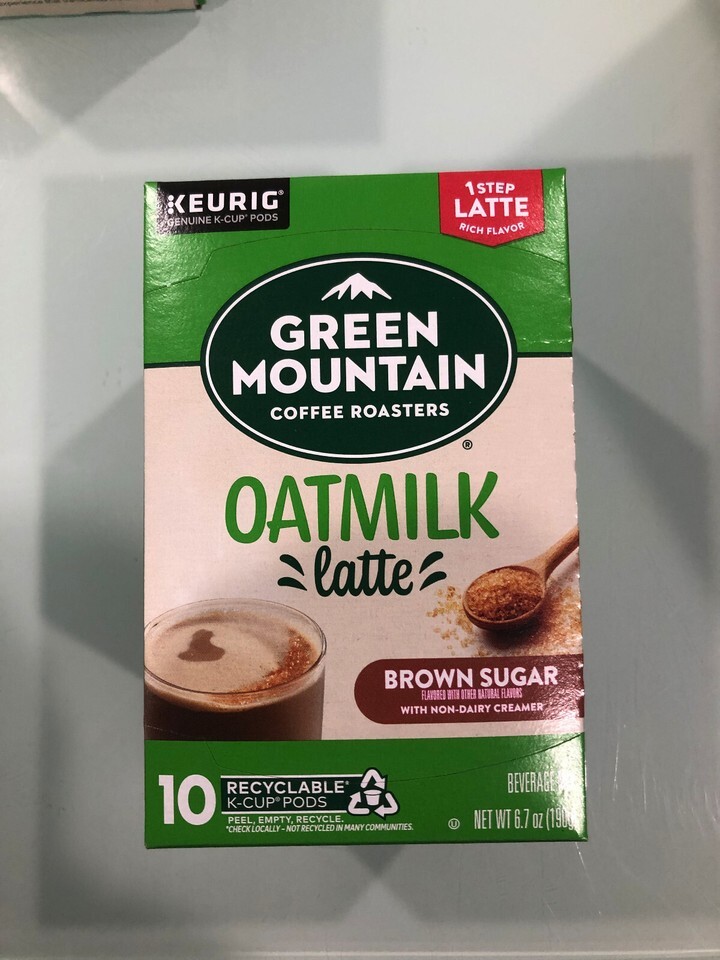 KEURIG®
GENUINE K-CUP® PODS
1 STEP
LATTE
RICH FLAVOR
GREEN
MOUNTAIN
COFFEE ROASTERS
®
OATMILK
latte
BROWN SUGAR
FLAVORED WITH OTHER NATURAL FLAVORS
WITH NON-DAIRY CREAMER
10 RECYCLABLE*
K-CUP® PODS
PEEL, EMPTY, RECYCLE.
*CHECK LOCALLY – NOT RECYCLED IN MANY COMMUNITIES.
BEVERAGE
U NET WT 6.7 oz (190g